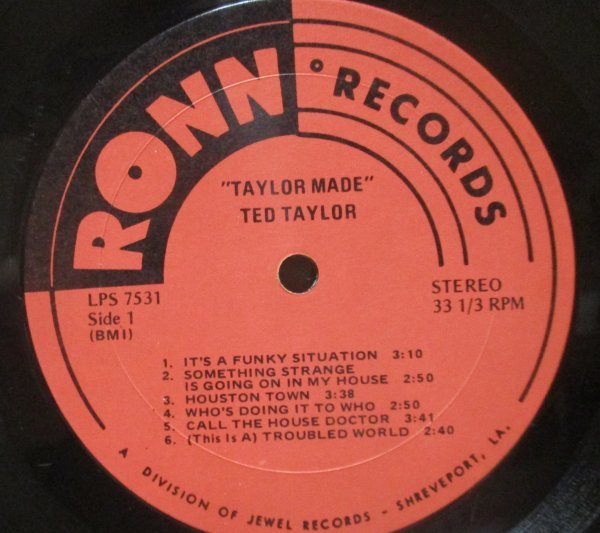 RONN RECORDS
"TAYLOR MADE"
TED TAYLOR
LPS 7531
Side 1
(BMI)
STEREO
33 1/3 RPM
1. IT'S A FUNKY SITUATION 3:10
2. SOMETHING STRANGE
IS GOING ON IN MY HOUSE 2:50
3. HOUSTON TOWN 3:38
4. WHO'S DOING IT TO WHO 2:50
5. CALL THE HOUSE DOCTOR 3:41
6. (This Is A) TROUBLED WORLD 2:40
A DIVISION OF JEWEL RECORDS - SHREVEPORT, LA.